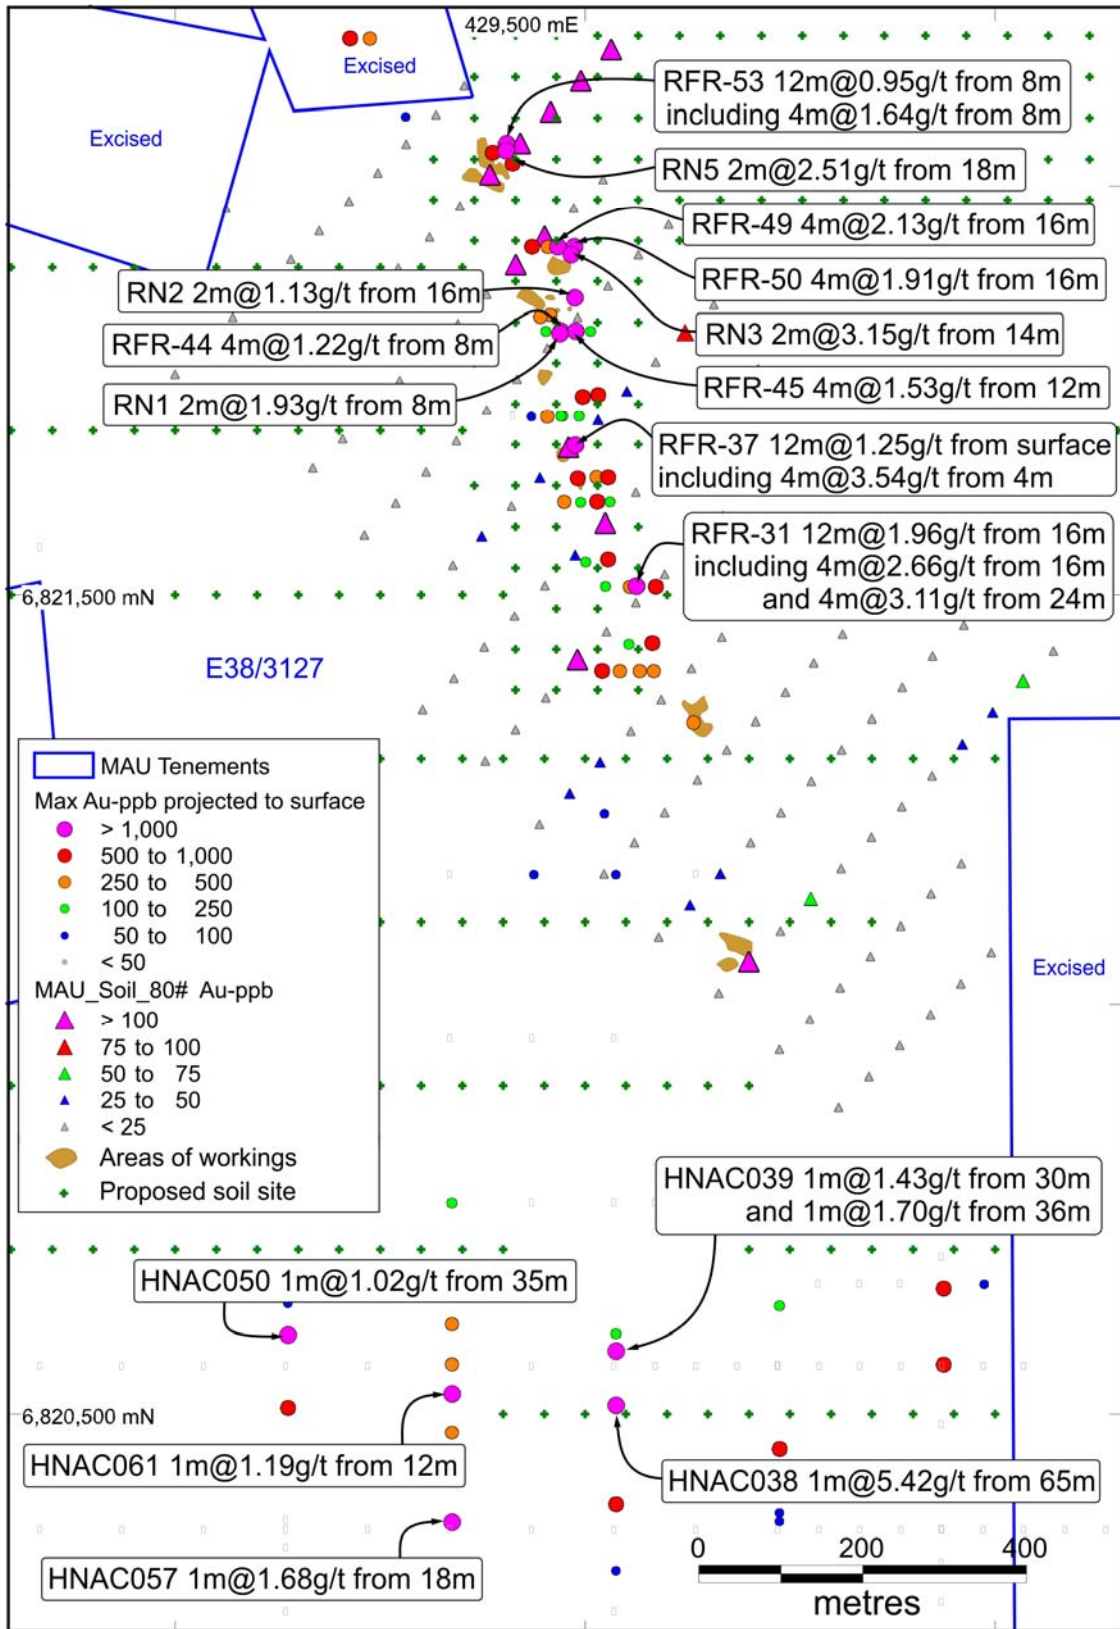 429,500 mE
Excised
Excised
RFR-53 12m@0.95g/t from 8m
including 4m@1.64g/t from 8m
RN5 2m@2.51g/t from 18m
RFR-49 4m@2.13g/t from 16m
RFR-50 4m@1.91g/t from 16m
RN2 2m@1.13g/t from 16m
RN3 2m@3.15g/t from 14m
RFR-44 4m@1.22g/t from 8m
RFR-45 4m@1.53g/t from 12m
RN1 2m@1.93g/t from 8m
RFR-37 12m@1.25g/t from surface
including 4m@3.54g/t from 4m
RFR-31 12m@1.96g/t from 16m
including 4m@2.66g/t from 16m
and 4m@3.11g/t from 24m
6,821,500 mN
E38/3127
MAU Tenements
Max Au-ppb projected to surface
> 1,000
500 to 1,000
250 to 500
100 to 250
50 to 100
< 50
MAU_Soil_80# Au-ppb
> 100
75 to 100
50 to 75
25 to 50
< 25
Areas of workings
Proposed soil site
Excised
HNAC039 1m@1.43g/t from 30m
and 1m@1.70g/t from 36m
HNAC050 1m@1.02g/t from 35m
6,820,500 mN
HNAC061 1m@1.19g/t from 12m
HNAC038 1m@5.42g/t from 65m
HNAC057 1m@1.68g/t from 18m
0 200 400
metres